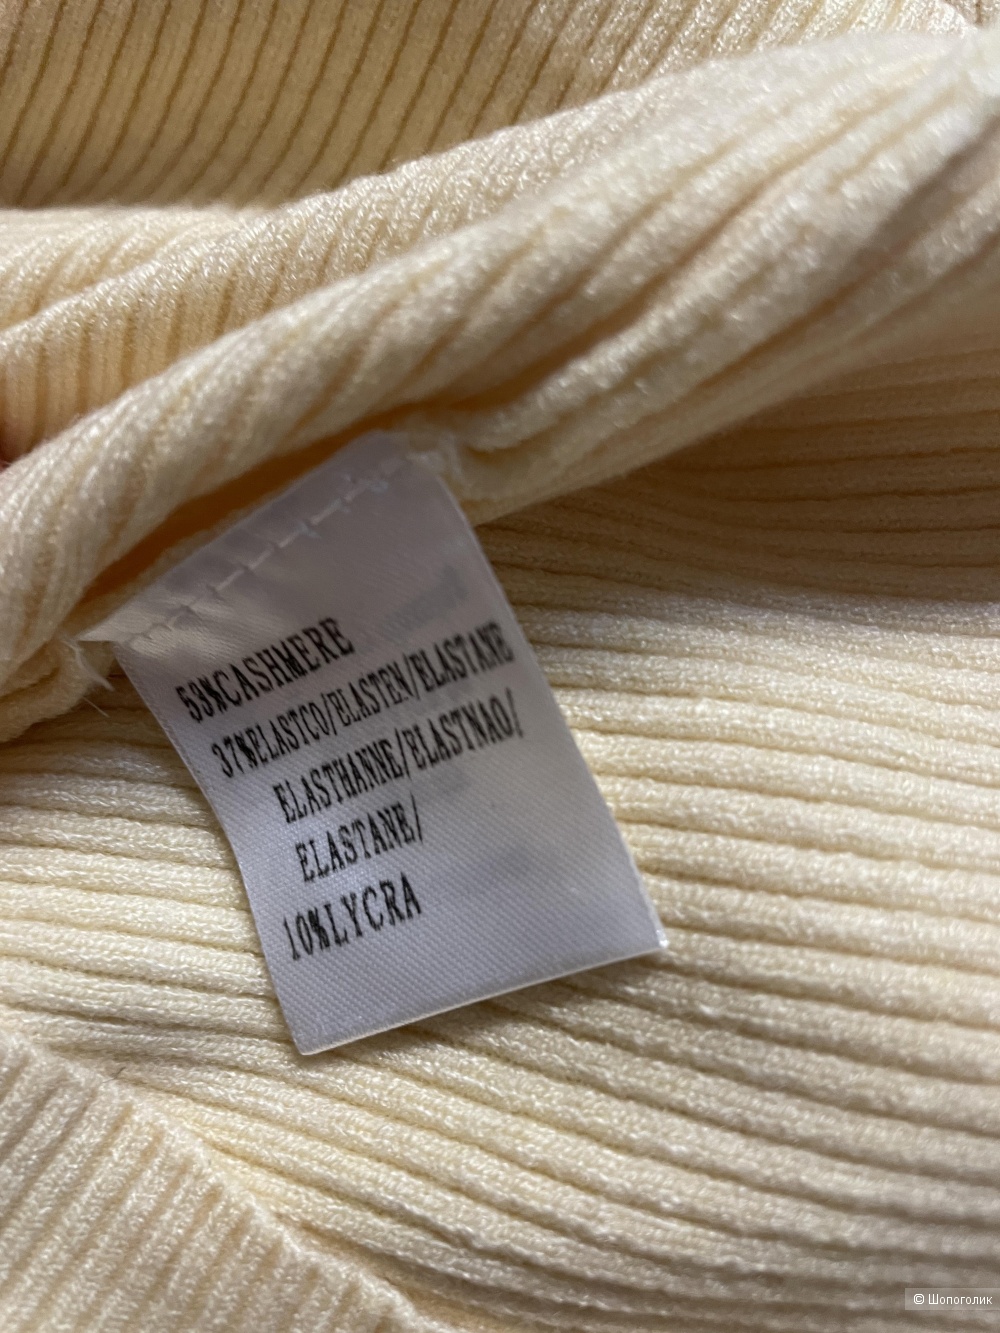 53%CASHMERE
37%ELASTCO/ELASTEN/ELASTANE
ELASTHANNE/ELASTNAO/
ELASTANE/
10%LYCRA
© Шопоголик